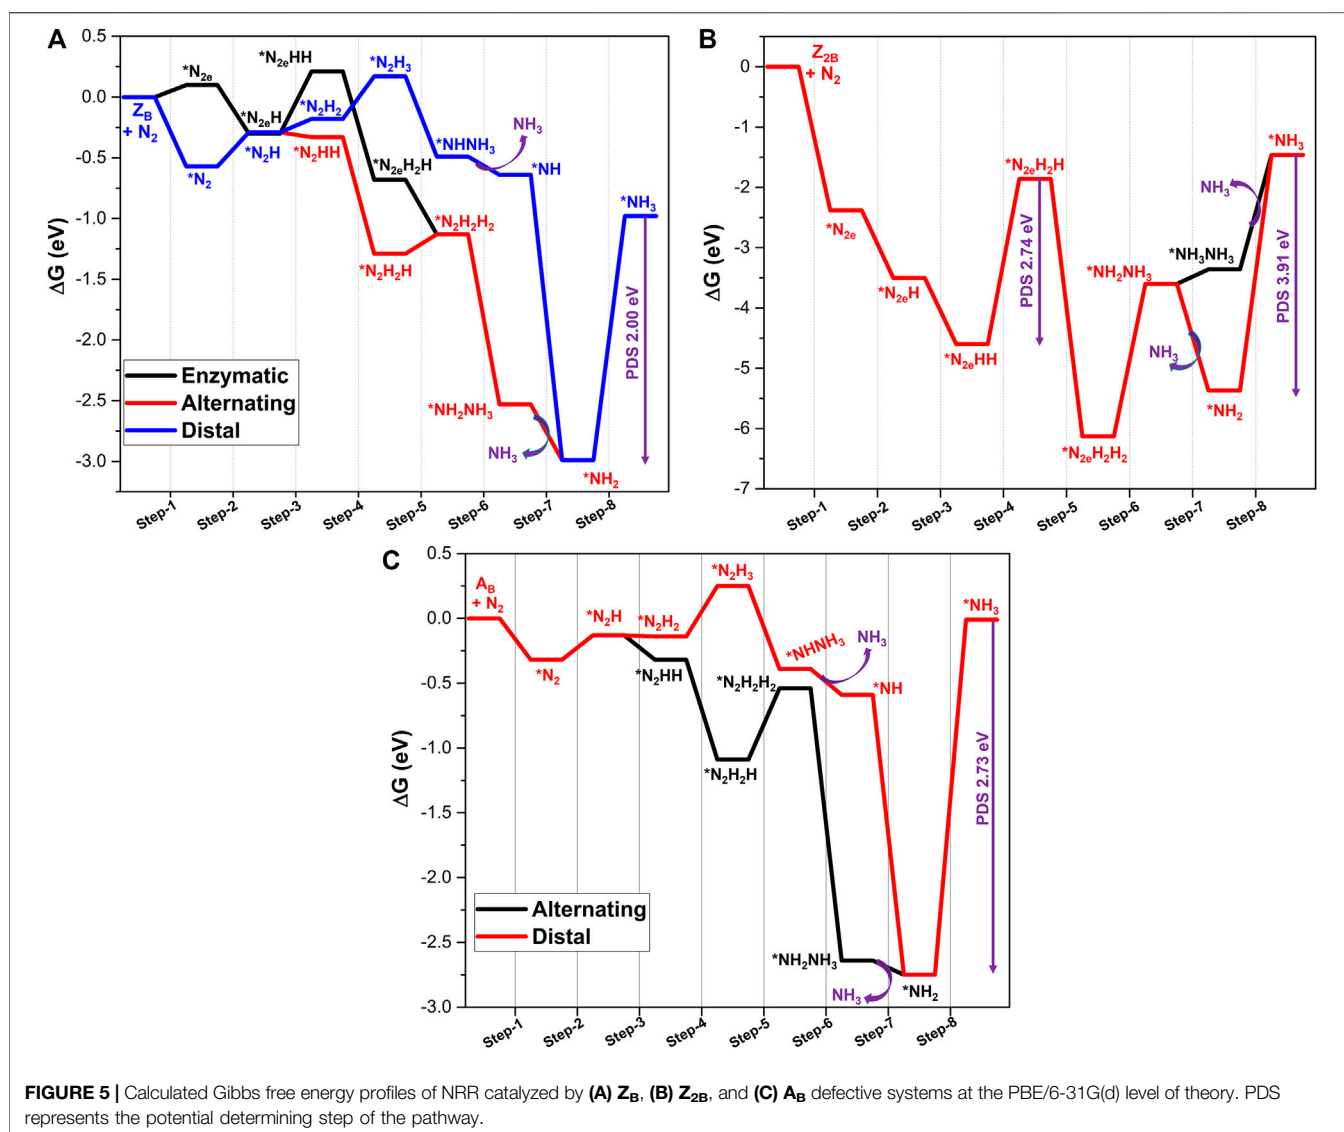 A
0.5
0.0
-0.5
-1.0
-1.5
-2.0
-2.5
-3.0
ΔG (eV)
Z_B
+ N₂
*N₂ₑ
*N₂
*N₂ₑH
*N₂H
*N₂ₑHH
*N₂H₂
*N₂HH
*N₂H₃
*N₂ₑH₂H
*N₂H₂H
*NHNH₃
*N₂H₂H₂
NH₃
*NH
*NH₂NH₃
NH₃
*NH₂
*NH₃
PDS 2.00 eV
Enzymatic
Alternating
Distal
Step-1
Step-2
Step-3
Step-4
Step-5
Step-6
Step-7
Step-8
B
0
-1
-2
-3
-4
-5
-6
-7
ΔG (eV)
Z_2B
+ N₂
*N₂ₑ
*N₂ₑH
*N₂ₑHH
*N₂ₑH₂H
PDS 2.74 eV
*N₂ₑH₂H₂
*NH₂NH₃
*NH₃NH₃
NH₃
NH₃
*NH₂
*NH₃
PDS 3.91 eV
Step-1
Step-2
Step-3
Step-4
Step-5
Step-6
Step-7
Step-8
C
0.5
0.0
-0.5
-1.0
-1.5
-2.0
-2.5
-3.0
ΔG (eV)
A_B
+ N₂
*N₂
*N₂H
*N₂H₂
*N₂HH
*N₂H₃
*N₂H₂H
*NHNH₃
*N₂H₂H₂
NH₃
*NH
*NH₂NH₃
NH₃
*NH₂
*NH₃
PDS 2.73 eV
Alternating
Distal
Step-1
Step-2
Step-3
Step-4
Step-5
Step-6
Step-7
Step-8
FIGURE 5 | Calculated Gibbs free energy profiles of NRR catalyzed by (A) Z_B, (B) Z_2B, and (C) A_B defective systems at the PBE/6-31G(d) level of theory. PDS
represents the potential determining step of the pathway.